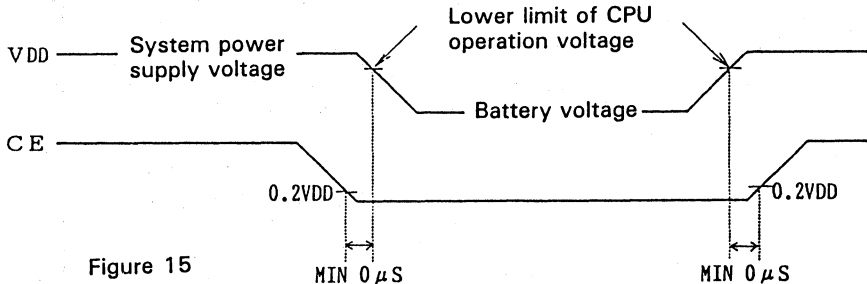 Lower limit of CPU
operation voltage
VDD
System power
supply voltage
Battery voltage
CE
0.2VDD
0.2VDD
Figure 15
MIN 0μS
MIN 0μS